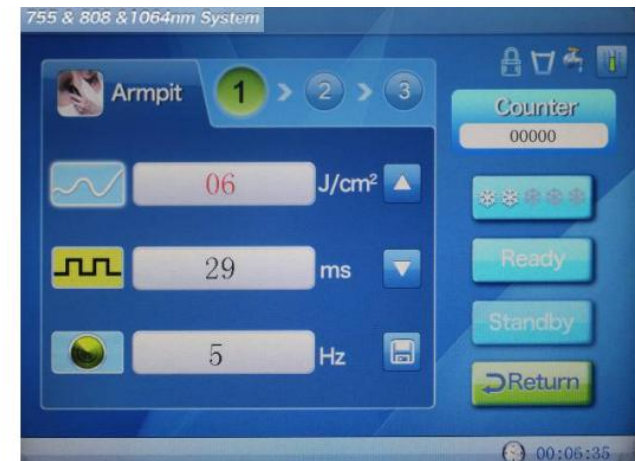 755 & 808 &1064nm System
Armpit
1 > 2 > 3
Counter
00000
06 J/cm²
29 ms
Ready
Standby
5 Hz
Return
00:06:35